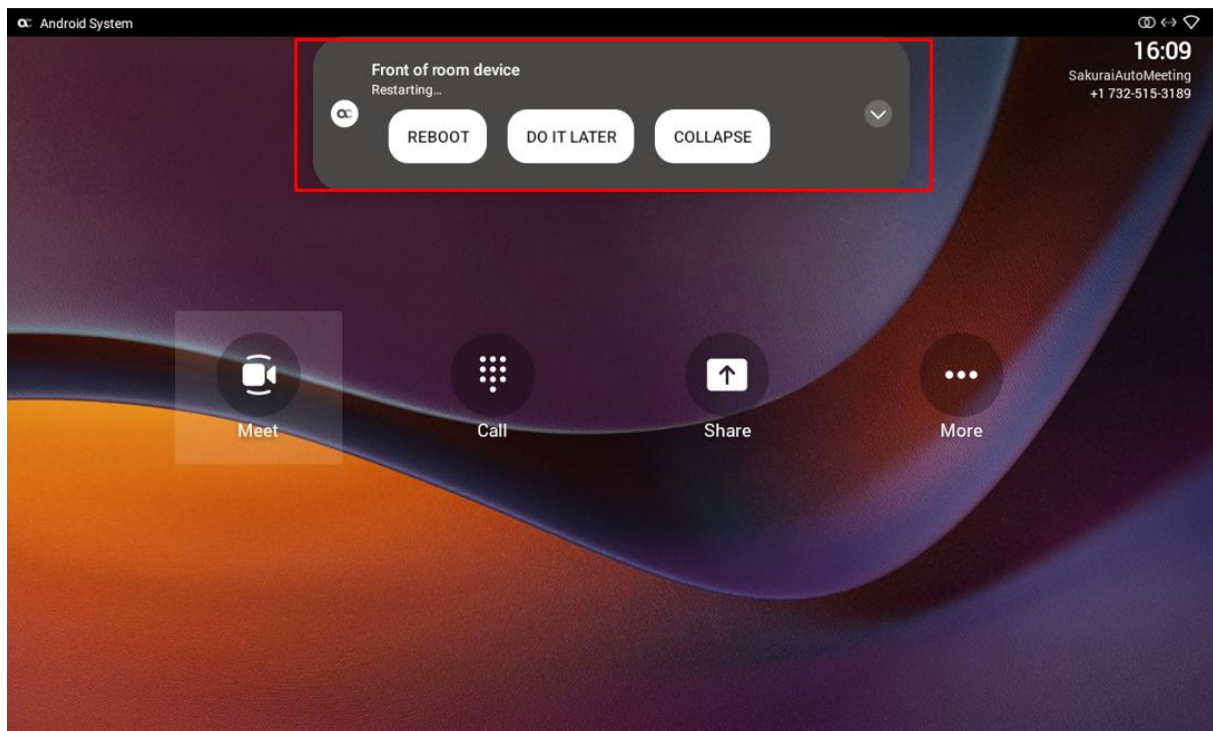 Android System
16:09
SakuraiAutoMeeting
+1 732-515-3189
Front of room device
Restarting...
REBOOT DO IT LATER COLLAPSE
Meet Call Share More